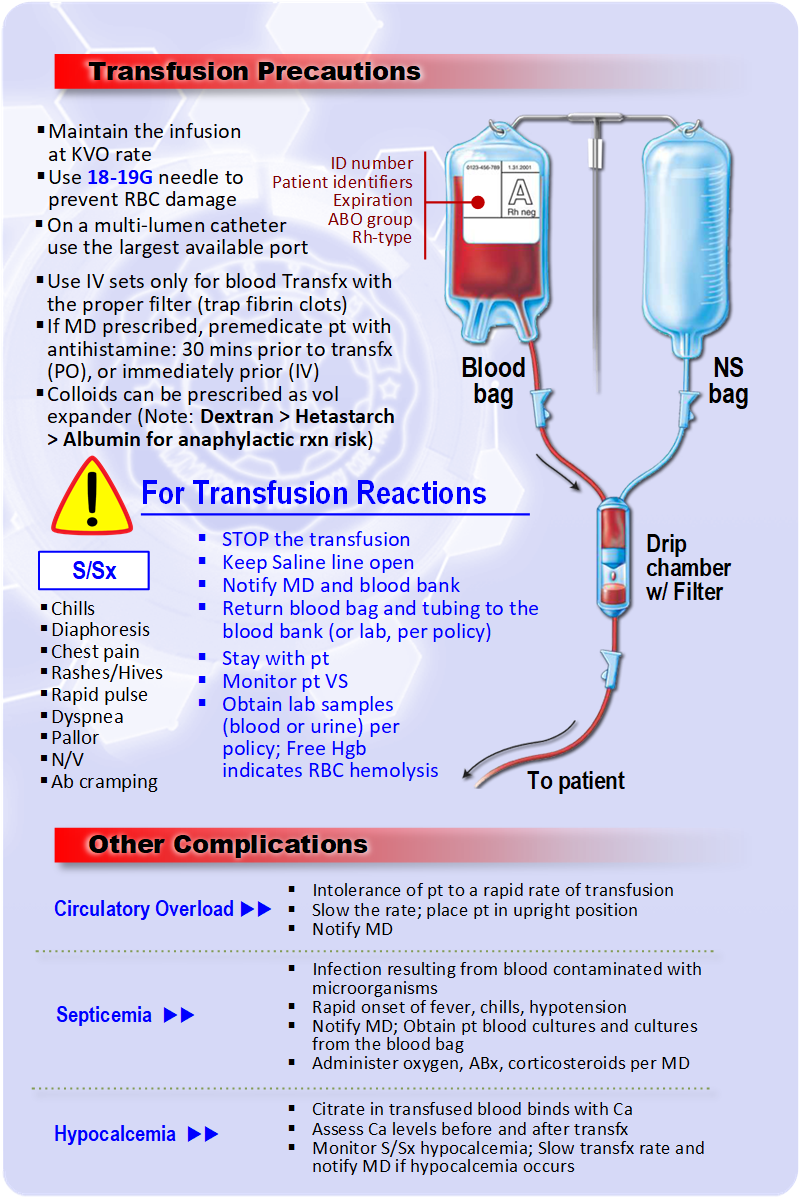 Transfusion Precautions
▪ Maintain the infusion
at KVO rate
▪ Use 18-19G needle to
prevent RBC damage
▪ On a multi-lumen catheter
use the largest available port
▪ Use IV sets only for blood Transfx with
the proper filter (trap fibrin clots)
▪ If MD prescribed, premedicate pt with
antihistamine: 30 mins prior to transfx
(PO), or immediately prior (IV)
▪ Colloids can be prescribed as vol
expander (Note: Dextran > Hetastarch
> Albumin for anaphylactic rxn risk)
ID number
Patient identifiers
Expiration
ABO group
Rh-type
0123-456-789
1.31.2001
A
Rh neg
Blood
bag
NS
bag
Drip
chamber
w/ Filter
To patient
!
For Transfusion Reactions
S/Sx
▪ Chills
▪ Diaphoresis
▪ Chest pain
▪ Rashes/Hives
▪ Rapid pulse
▪ Dyspnea
▪ Pallor
▪ N/V
▪ Ab cramping
▪ STOP the transfusion
▪ Keep Saline line open
▪ Notify MD and blood bank
▪ Return blood bag and tubing to the
blood bank (or lab, per policy)
▪ Stay with pt
▪ Monitor pt VS
▪ Obtain lab samples
(blood or urine) per
policy; Free Hgb
indicates RBC hemolysis
Other Complications
Circulatory Overload ▶▶
▪ Intolerance of pt to a rapid rate of transfusion
▪ Slow the rate; place pt in upright position
▪ Notify MD
Septicemia ▶▶
▪ Infection resulting from blood contaminated with
microorganisms
▪ Rapid onset of fever, chills, hypotension
▪ Notify MD; Obtain pt blood cultures and cultures
from the blood bag
▪ Administer oxygen, ABx, corticosteroids per MD
Hypocalcemia ▶▶
▪ Citrate in transfused blood binds with Ca
▪ Assess Ca levels before and after transfx
▪ Monitor S/Sx hypocalcemia; Slow transfx rate and
notify MD if hypocalcemia occurs